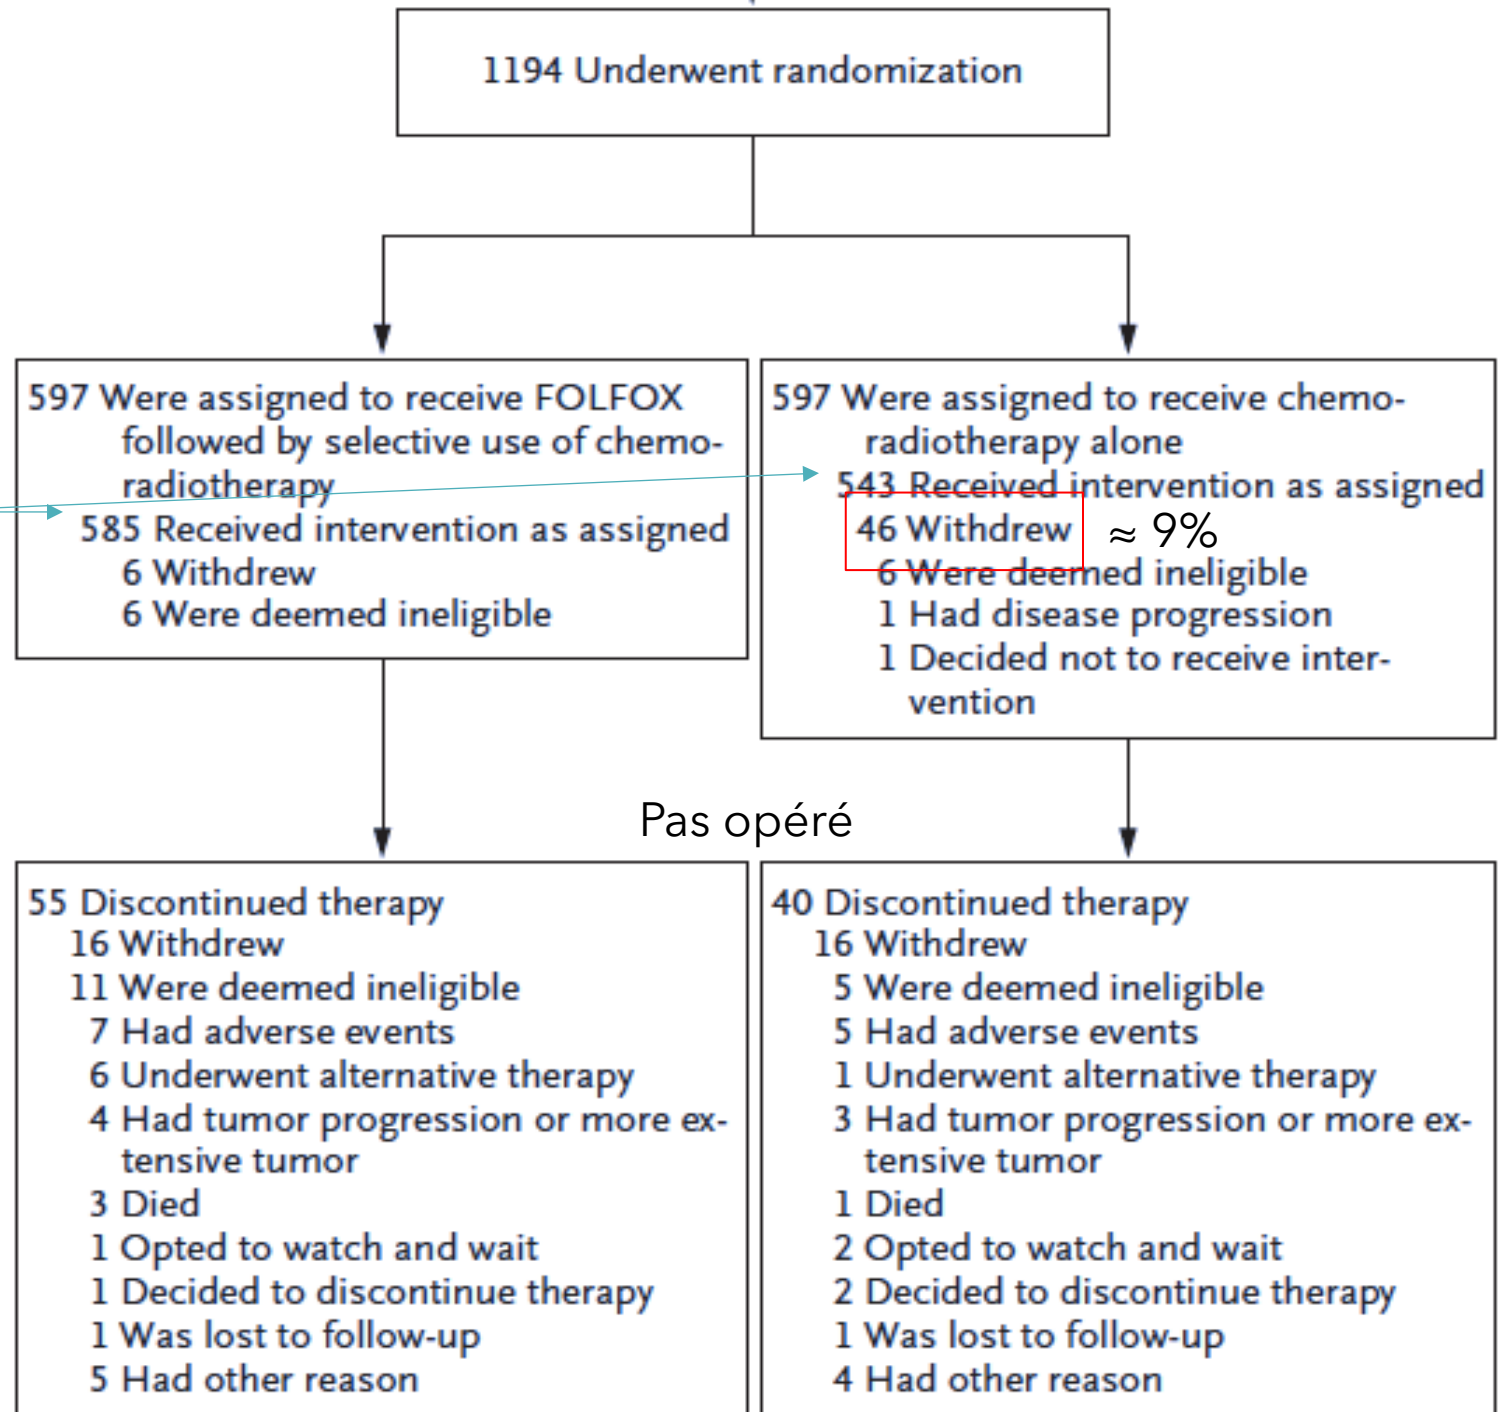 1194 Underwent randomization
597 Were assigned to receive FOLFOX
followed by selective use of chemo-
radiotherapy
585 Received intervention as assigned
6 Withdrew
6 Were deemed ineligible
597 Were assigned to receive chemo-
radiotherapy alone
543 Received intervention as assigned
46 Withdrew ≈ 9%
6 Were deemed ineligible
1 Had disease progression
1 Decided not to receive inter-
vention
Pas opéré
55 Discontinued therapy
16 Withdrew
11 Were deemed ineligible
7 Had adverse events
6 Underwent alternative therapy
4 Had tumor progression or more ex-
tensive tumor
3 Died
1 Opted to watch and wait
1 Decided to discontinue therapy
1 Was lost to follow-up
5 Had other reason
40 Discontinued therapy
16 Withdrew
5 Were deemed ineligible
5 Had adverse events
1 Underwent alternative therapy
3 Had tumor progression or more ex-
tensive tumor
1 Died
2 Opted to watch and wait
2 Decided to discontinue therapy
1 Was lost to follow-up
4 Had other reason